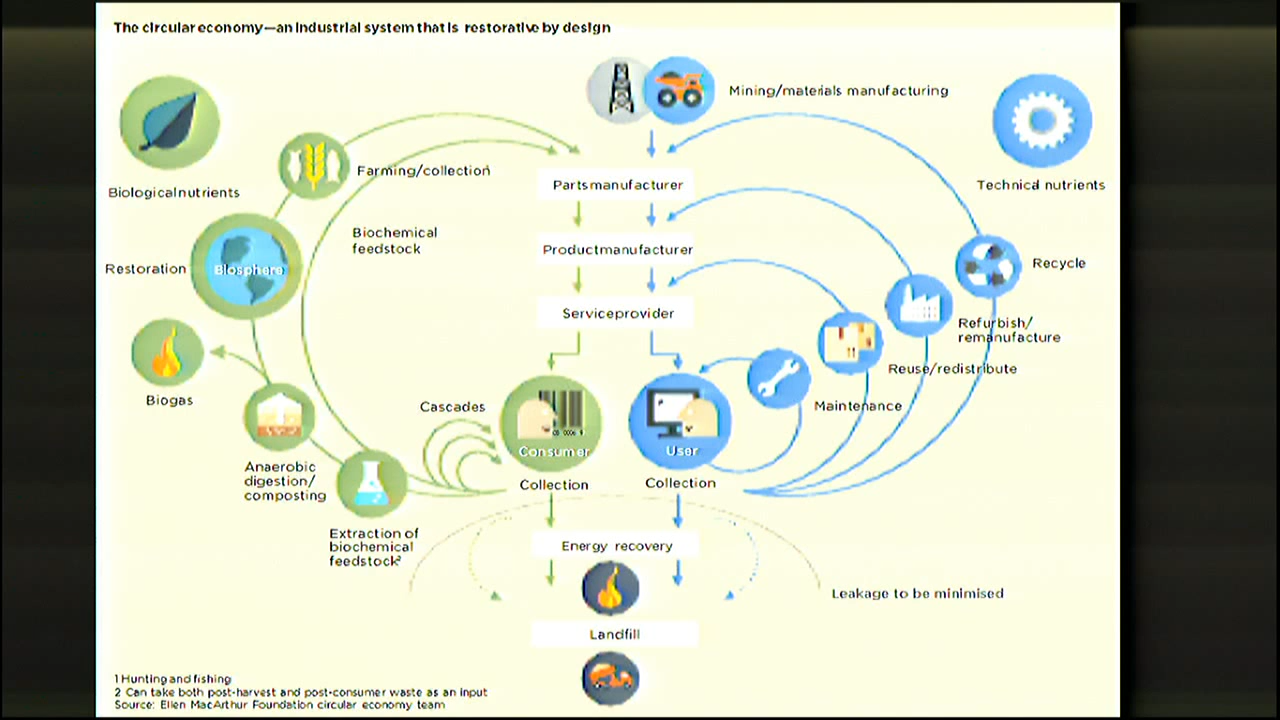 The circular economy—an industrial system that is restorative by design
Mining/materials manufacturing
Biological nutrients
Farming/collection¹
Technical nutrients
Parts manufacturer
Biochemical
feedstock
Product manufacturer
Restoration
Biosphere
Recycle
Service provider
Refurbish/
remanufacture
Reuse/redistribute
Biogas
Cascades
Maintenance
Consumer
User
Anaerobic
digestion/
composting
Collection
Collection
Extraction of
biochemical
feedstock²
Energy recovery
Leakage to be minimised
Landfill
1 Hunting and fishing
2 Can take both post-harvest and post-consumer waste as an input
Source: Ellen MacArthur Foundation circular economy team